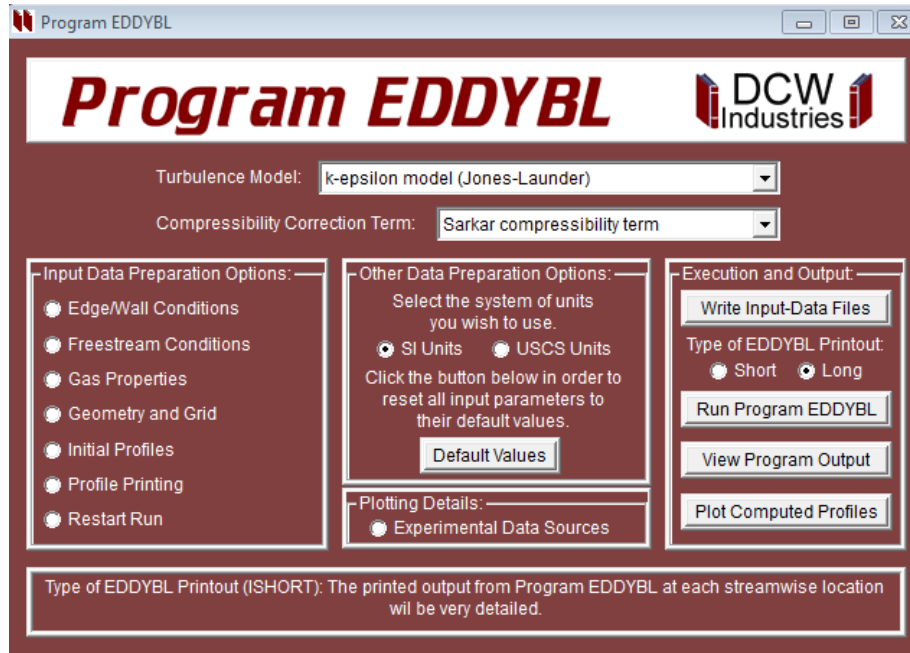 Program EDDYBL
Program EDDYBL
DCW
Industries
Turbulence Model:
k-epsilon model (Jones-Launder)
Compressibility Correction Term:
Sarkar compressibility term
Input Data Preparation Options:
Edge/Wall Conditions
Freestream Conditions
Gas Properties
Geometry and Grid
Initial Profiles
Profile Printing
Restart Run
Other Data Preparation Options:
Select the system of units
you wish to use.
SI Units
USCS Units
Click the button below in order to
reset all input parameters to
their default values.
Default Values
Plotting Details:
Experimental Data Sources
Execution and Output:
Write Input-Data Files
Type of EDDYBL Printout:
Short
Long
Run Program EDDYBL
View Program Output
Plot Computed Profiles
Type of EDDYBL Printout (ISHORT): The printed output from Program EDDYBL at each streamwise location
wil be very detailed.